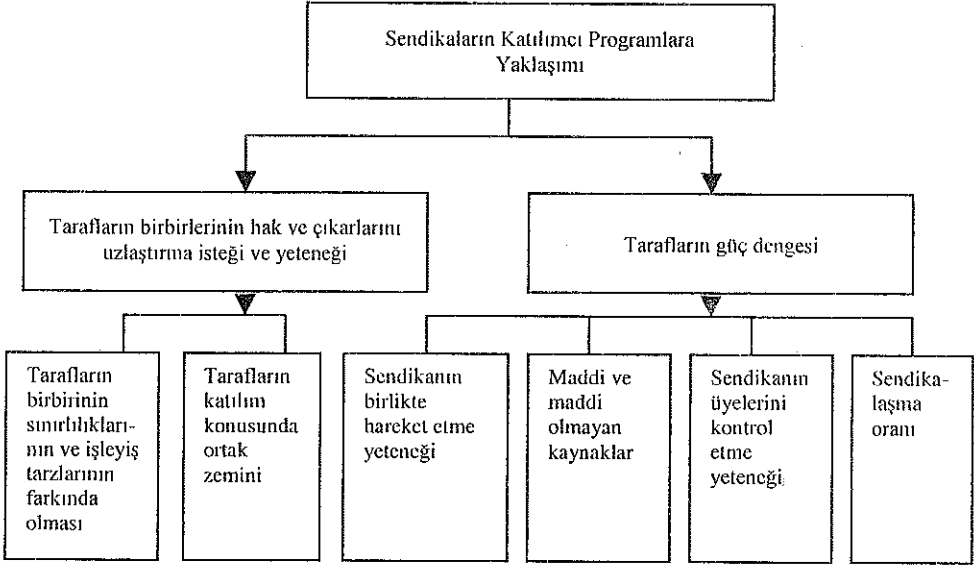 Sendikaların Katılımcı Programlara
Yaklaşımı
Tarafların birbirlerinin hak ve çıkarlarını
uzlaştırma isteği ve yeteneği
Tarafların güç dengesi
Tarafların
birbirinin
sınırlılıkları-
nın ve işleyiş
tarzlarının
farkında
olması
Tarafların
katılım
konusunda
ortak
zemini
Sendikanın
birlikte
hareket etme
yeteneği
Maddi ve
maddi
olmayan
kaynaklar
Sendikanın
üyelerini
kontrol
etme
yeteneği
Sendika-
laşma
oranı